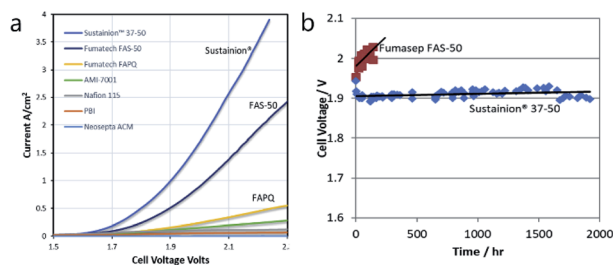 a
Sustainion™ 37-50
Fumatech FAS-50
Fumatech FAPQ
AMI-7001
Nafion 115
PBI
Neosepta ACM
Sustainion®
FAS-50
FAPQ
4
3.5
3
2.5
2
1.5
1
0.5
0
1.5
1.7
1.9
2.1
2.
Current A/cm²
Cell Voltage Volts
b
Fumasep FAS-50
Sustainion® 37-50
2.1
2
1.9
1.8
1.7
1.6
0
500
1000
1500
2000
Cell Voltage / V
Time / hr